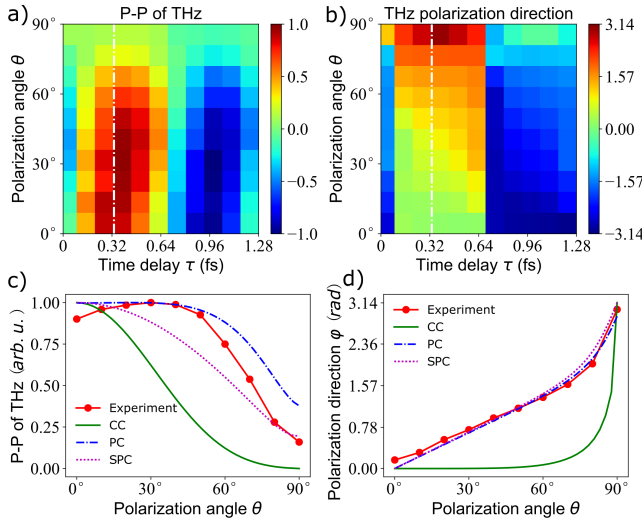 a)
P-P of THz
90°
60°
30°
0°
Polarization angle θ
0
0.32
0.64
0.96
1.28
Time delay τ (fs)
1.0
0.5
0.0
−0.5
−1.0
b)
THz polarization direction
90°
60°
30°
0°
Polarization angle θ
0
0.32
0.64
0.96
1.28
Time delay τ (fs)
3.14
1.57
0.00
−1.57
−3.14
c)
1.00
0.75
0.50
0.25
0.00
P-P of THz (arb. u.)
Experiment
CC
PC
SPC
0°
30°
60°
90°
Polarization angle θ
d)
3.14
2.36
1.57
0.78
0.00
Polarization direction φ (rad)
Experiment
CC
PC
SPC
0°
30°
60°
90°
Polarization angle θ